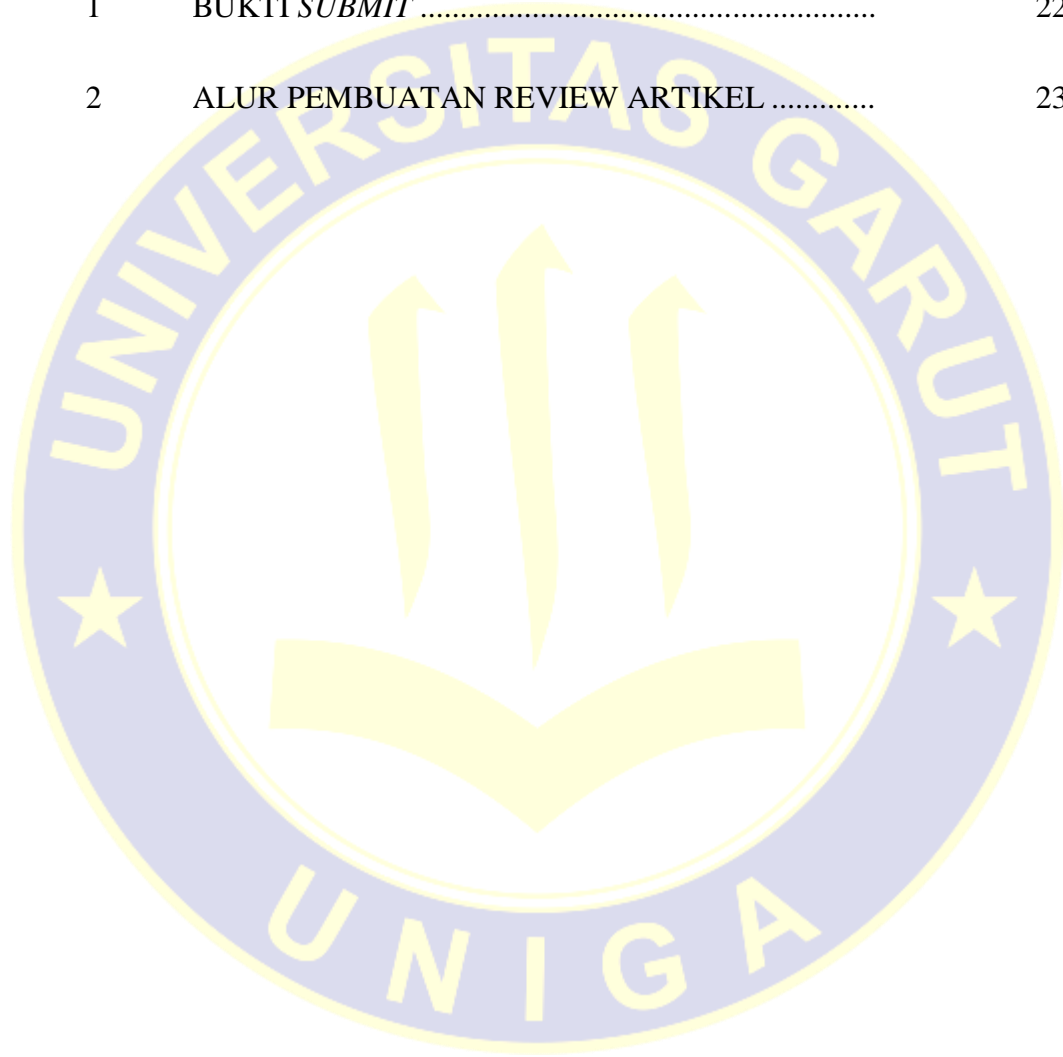 1 BUKTI SUBMIT ........................................................ 22
2 ALUR PEMBUATAN REVIEW ARTIKEL ............. 23
UNIVERSITAS GARUT
UNIGA